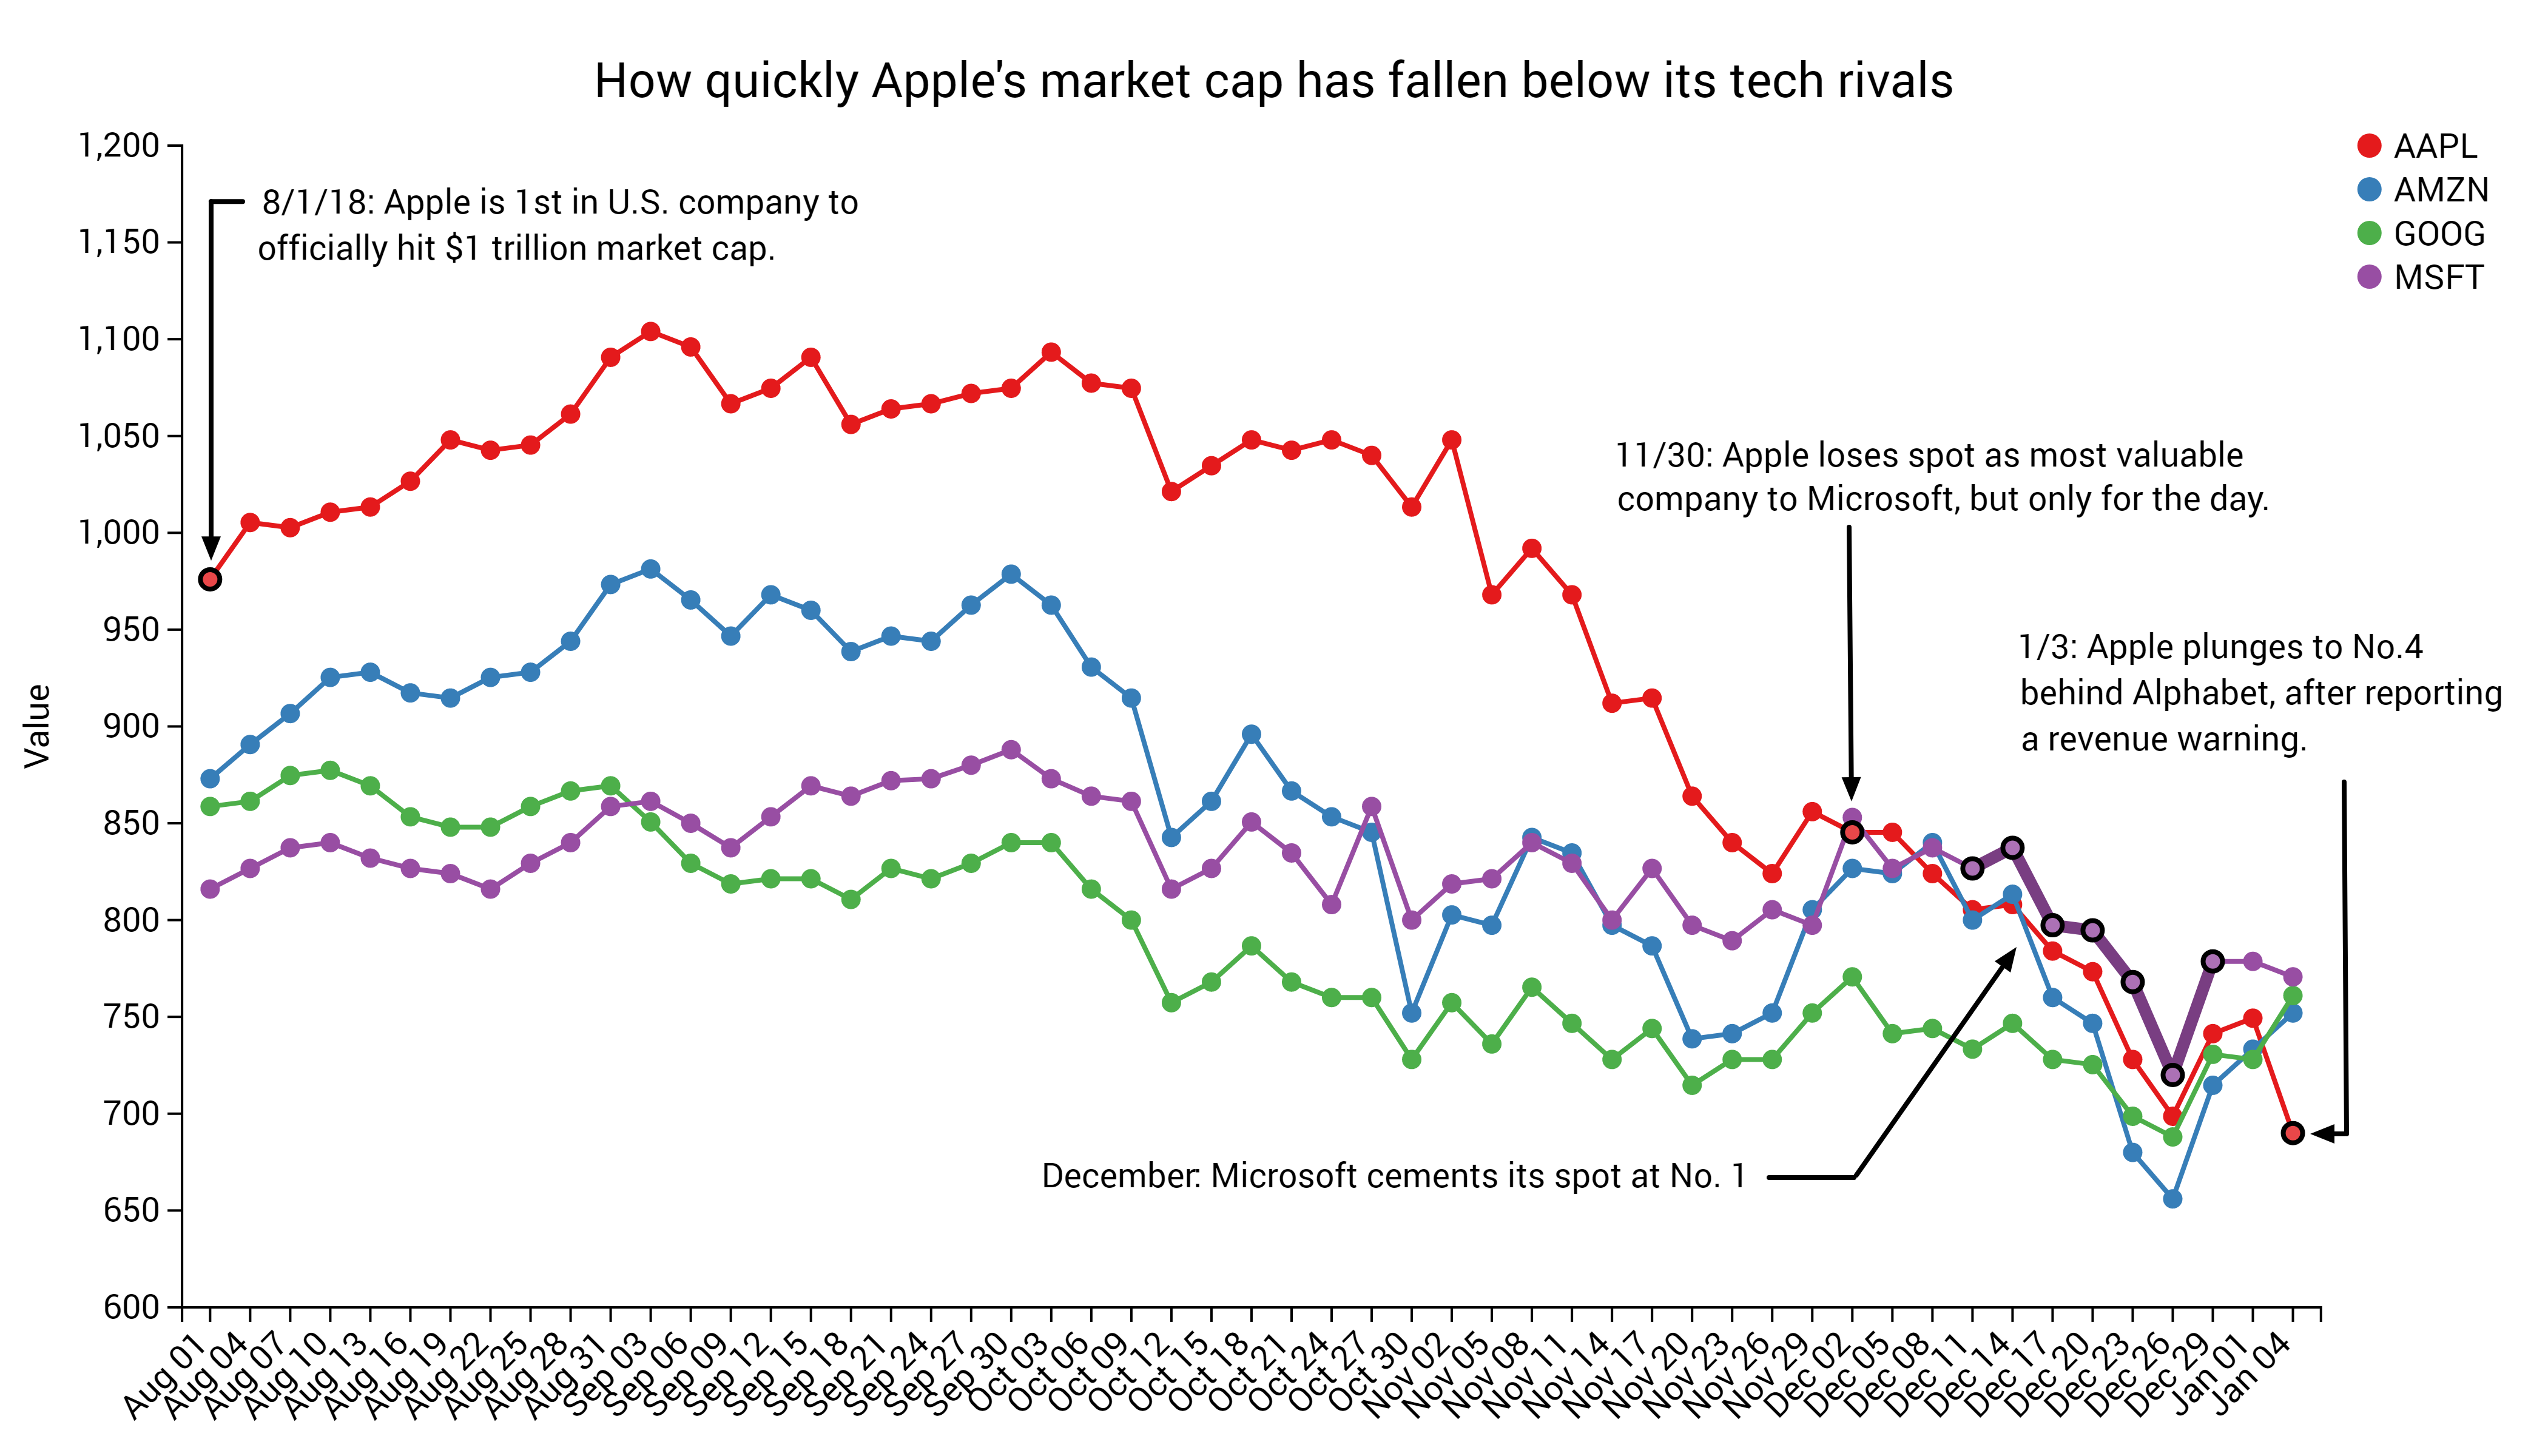 How quickly Apple's market cap has fallen below its tech rivals
AAPL
AMZN
GOOG
MSFT
1,200
1,150
1,100
1,050
1,000
950
900
850
800
750
700
650
600
Value
8/1/18: Apple is 1st in U.S. company to
officially hit $1 trillion market cap.
11/30: Apple loses spot as most valuable
company to Microsoft, but only for the day.
1/3: Apple plunges to No.4
behind Alphabet, after reporting
a revenue warning.
December: Microsoft cements its spot at No. 1
Aug 01
Aug 04
Aug 07
Aug 10
Aug 13
Aug 16
Aug 19
Aug 22
Aug 25
Aug 28
Aug 31
Sep 03
Sep 06
Sep 09
Sep 12
Sep 15
Sep 18
Sep 21
Sep 24
Sep 27
Sep 30
Oct 03
Oct 06
Oct 09
Oct 12
Oct 15
Oct 18
Oct 21
Oct 24
Oct 27
Oct 30
Nov 02
Nov 05
Nov 08
Nov 11
Nov 14
Nov 17
Nov 20
Nov 23
Nov 26
Nov 29
Dec 02
Dec 05
Dec 08
Dec 11
Dec 14
Dec 17
Dec 20
Dec 23
Dec 26
Dec 29
Jan 01
Jan 04